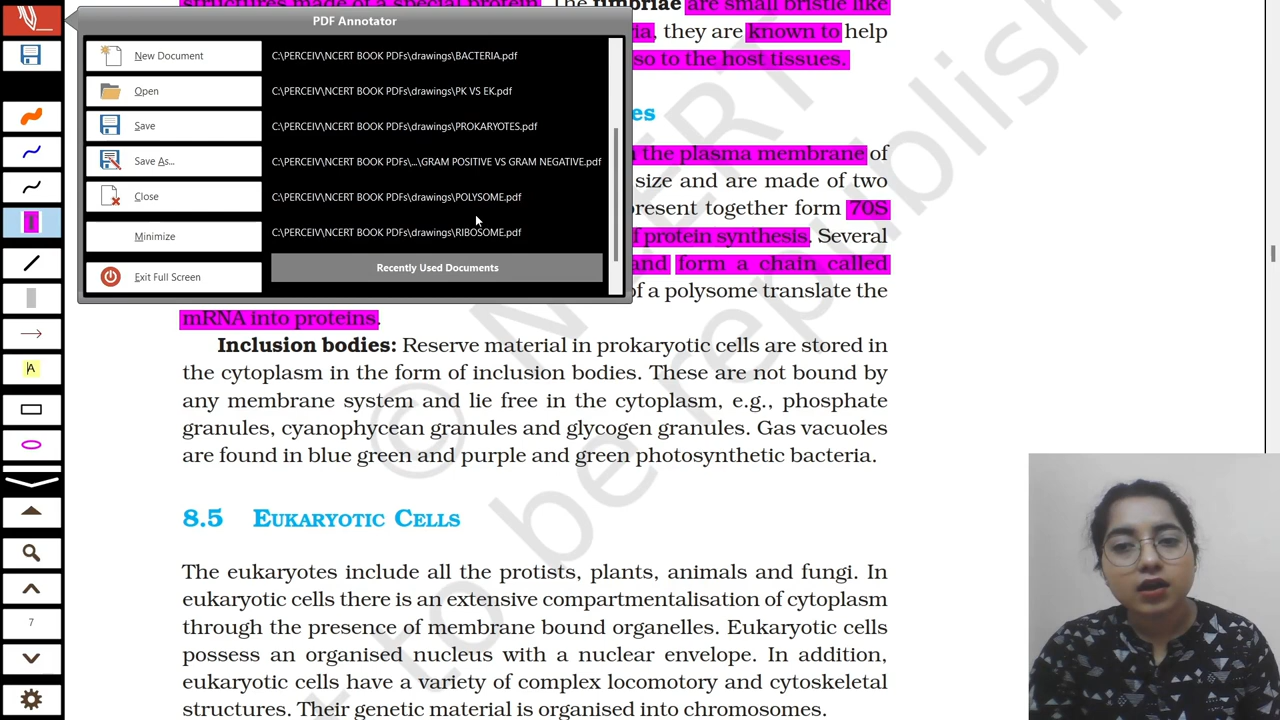 structures made of a special protein. The fimbriae are small bristle like
PDF Annotator
ria, they are known to help
so to the host tissues.
New Document
Open
Save
Save As...
Close
Minimize
Exit Full Screen
C:\PERCEIV\NCERT BOOK PDFs\drawings\BACTERIA.pdf
C:\PERCEIV\NCERT BOOK PDFs\drawings\PK VS EK.pdf
C:\PERCEIV\NCERT BOOK PDFs\drawings\PROKARYOTES.pdf
C:\PERCEIV\NCERT BOOK PDFs\...\GRAM POSITIVE VS GRAM NEGATIVE.pdf
C:\PERCEIV\NCERT BOOK PDFs\drawings\POLYSOME.pdf
C:\PERCEIV\NCERT BOOK PDFs\drawings\RIBOSOME.pdf
Recently Used Documents
es
the plasma membrane of
size and are made of two
present together form 70S
f protein synthesis. Several
and form a chain called
of a polysome translate the
mRNA into proteins.
Inclusion bodies: Reserve material in prokaryotic cells are stored in
the cytoplasm in the form of inclusion bodies. These are not bound by
any membrane system and lie free in the cytoplasm, e.g., phosphate
granules, cyanophycean granules and glycogen granules. Gas vacuoles
are found in blue green and purple and green photosynthetic bacteria.
8.5 EUKARYOTIC CELLS
The eukaryotes include all the protists, plants, animals and fungi. In
eukaryotic cells there is an extensive compartmentalisation of cytoplasm
through the presence of membrane bound organelles. Eukaryotic cells
possess an organised nucleus with a nuclear envelope. In addition,
eukaryotic cells have a variety of complex locomotory and cytoskeletal
structures. Their genetic material is organised into chromosomes.
A
7
© N
be republish
t to